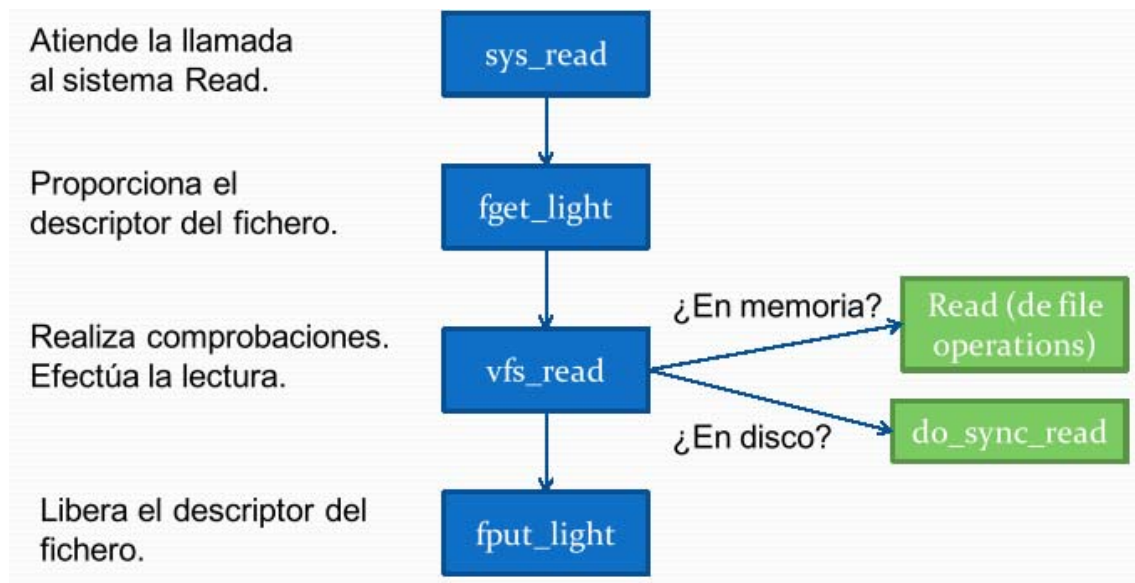 Atiende la llamada
al sistema Read.
sys_read
Proporciona el
descriptor del fichero.
fget_light
Realiza comprobaciones.
Efectúa la lectura.
vfs_read
¿En memoria?
Read (de file
operations)
¿En disco?
do_sync_read
Libera el descriptor del
fichero.
fput_light